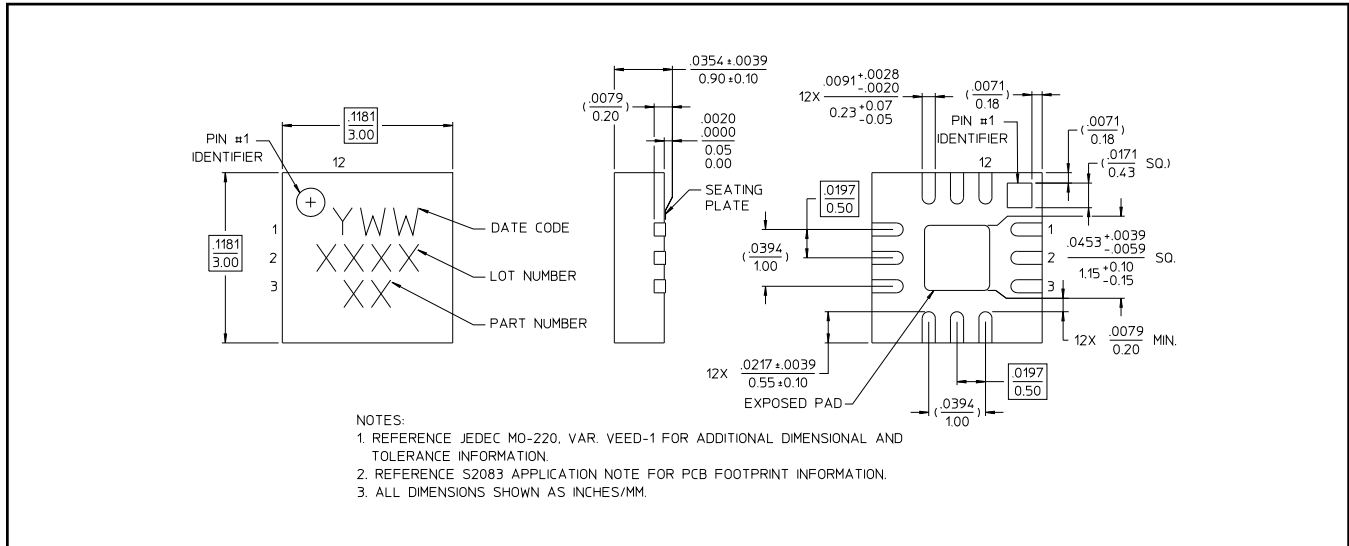 .1181
3.00
PIN #1
IDENTIFIER
12
.1181
3.00
1
2
3
YWW
XXXX
XX
DATE CODE
LOT NUMBER
PART NUMBER
.0354 ±.0039
0.90 ±0.10
(.0079
0.20)
.0020
.0000
0.05
0.00
SEATING
PLATE
12X .0091 +.0028 -.0020
0.23 +0.07 -0.05
(.0071
0.18)
PIN #1
IDENTIFIER
12
(.0071
0.18)
(.0171
0.43 SQ.)
.0197
0.50
(.0394
1.00)
1
2
3
.0453 +.0039 -.0059
1.15 +0.10 -0.15 SQ.
12X .0079
0.20 MIN.
12X .0217 ±.0039
0.55 ±0.10
EXPOSED PAD
(.0394
1.00)
.0197
0.50
NOTES:
1. REFERENCE JEDEC MO-220, VAR. VEED-1 FOR ADDITIONAL DIMENSIONAL AND
TOLERANCE INFORMATION.
2. REFERENCE S2083 APPLICATION NOTE FOR PCB FOOTPRINT INFORMATION.
3. ALL DIMENSIONS SHOWN AS INCHES/MM.